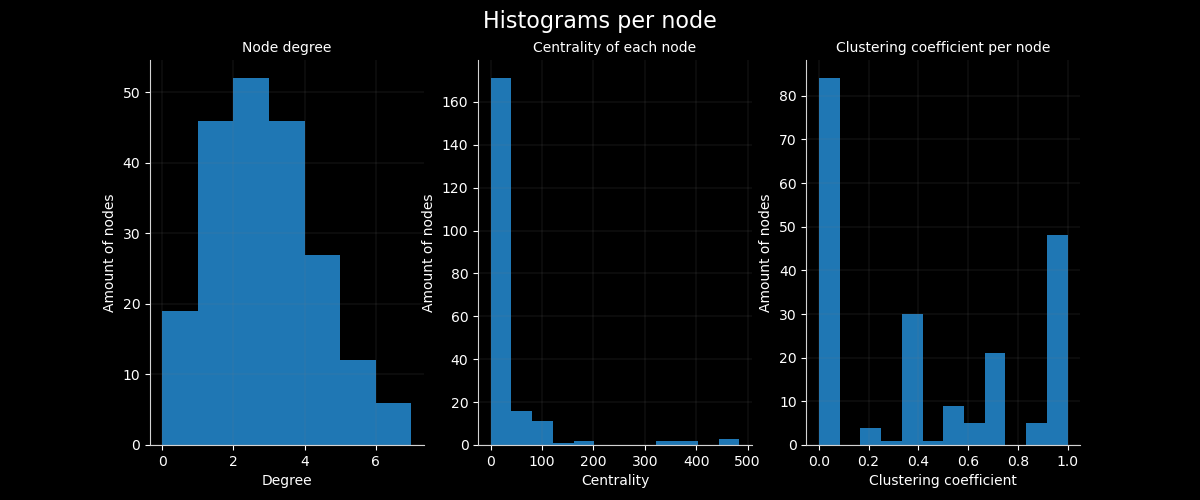 Histograms per node
Node degree
Amount of nodes
50
40
30
20
10
0
0 2 4 6
Degree
Centrality of each node
Amount of nodes
160
140
120
100
80
60
40
20
0
0 100 200 300 400 500
Centrality
Clustering coefficient per node
Amount of nodes
80
70
60
50
40
30
20
10
0
0.0 0.2 0.4 0.6 0.8 1.0
Clustering coefficient